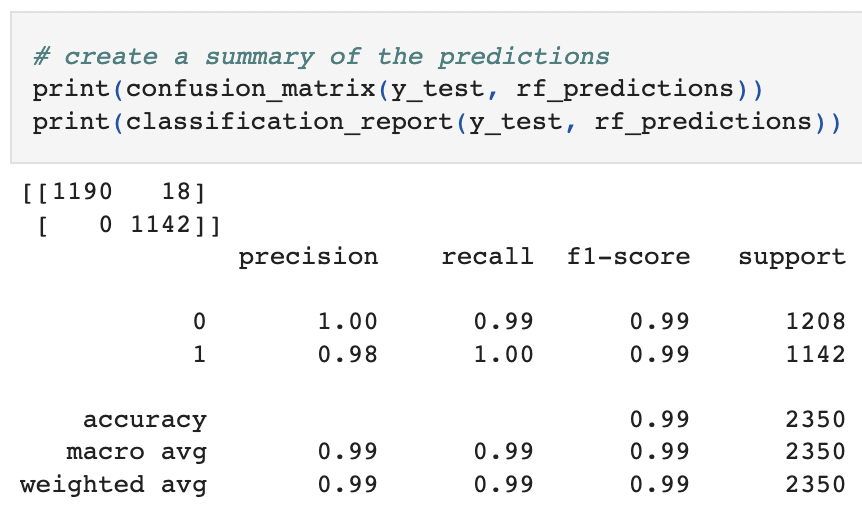 # create a summary of the predictions
print(confusion_matrix(y_test, rf_predictions))
print(classification_report(y_test, rf_predictions))
[[1190   18]
 [   0 1142]]
              precision    recall  f1-score   support

           0       1.00      0.99      0.99      1208
           1       0.98      1.00      0.99      1142

    accuracy                           0.99      2350
   macro avg       0.99      0.99      0.99      2350
weighted avg       0.99      0.99      0.99      2350